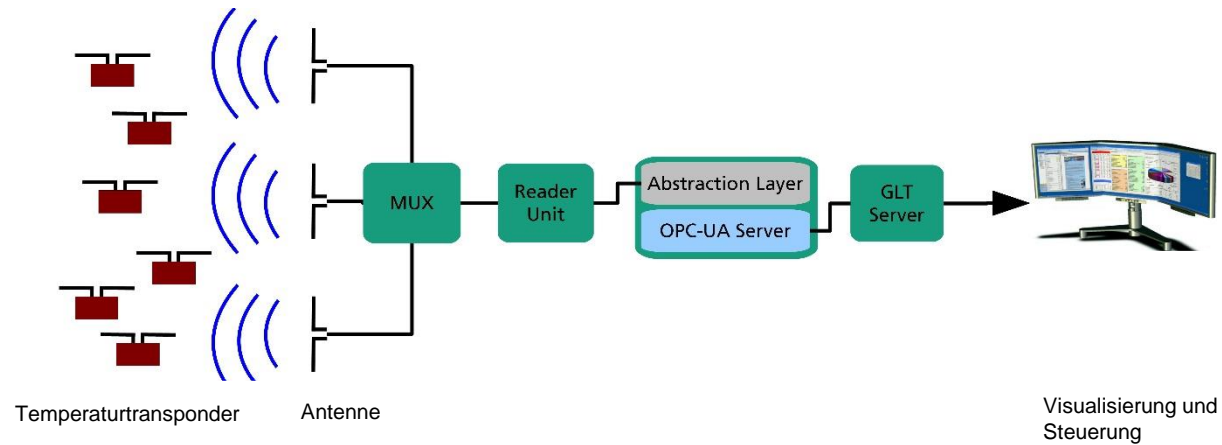 MUX
Reader
Unit
Abstraction Layer
OPC-UA Server
GLT
Server
Temperaturtransponder
Antenne
Visualisierung und
Steuerung